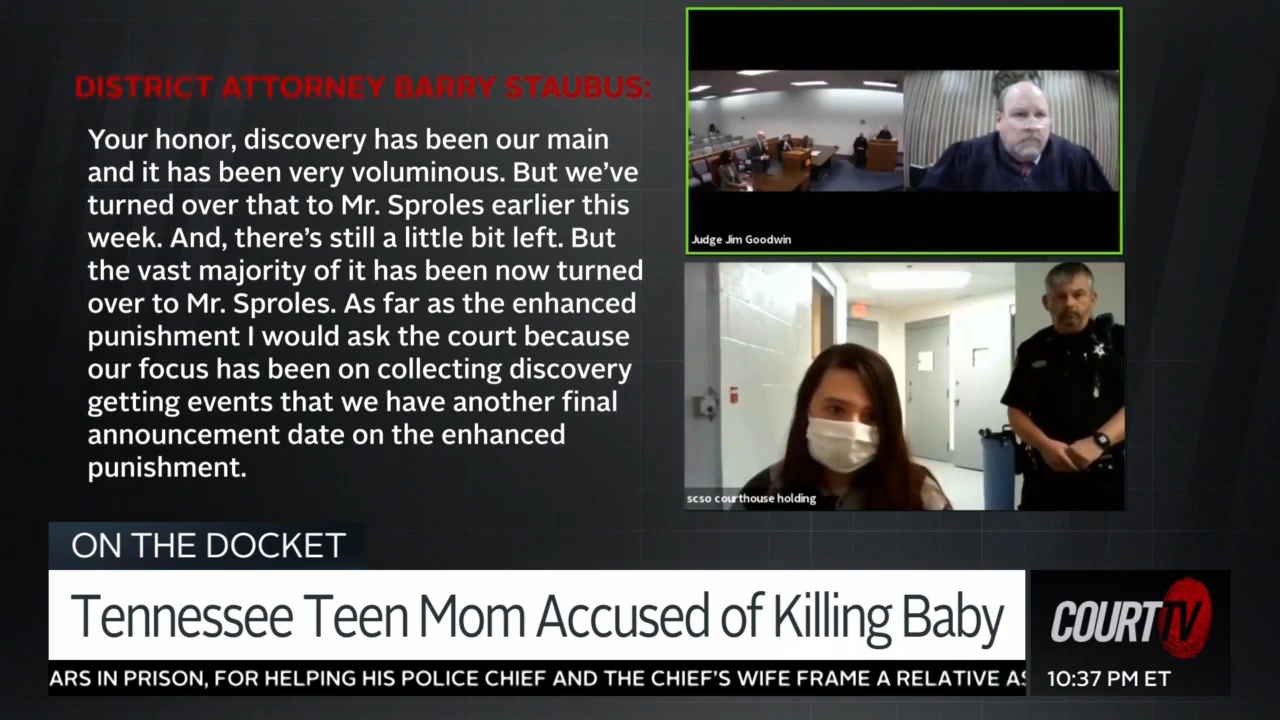 DISTRICT ATTORNEY BARRY STAUBUS:
Your honor, discovery has been our main
and it has been very voluminous. But we’ve
turned over that to Mr. Sproles earlier this
week. And, there’s still a little bit left. But
the vast majority of it has been now turned
over to Mr. Sproles. As far as the enhanced
punishment I would ask the court because
our focus has been on collecting discovery
getting events that we have another final
announcement date on the enhanced
punishment.
Judge Jim Goodwin
scso courthouse holding
ON THE DOCKET
Tennessee Teen Mom Accused of Killing Baby
COURT TV
ARS IN PRISON, FOR HELPING HIS POLICE CHIEF AND THE CHIEF’S WIFE FRAME A RELATIVE AS
10:37 PM ET